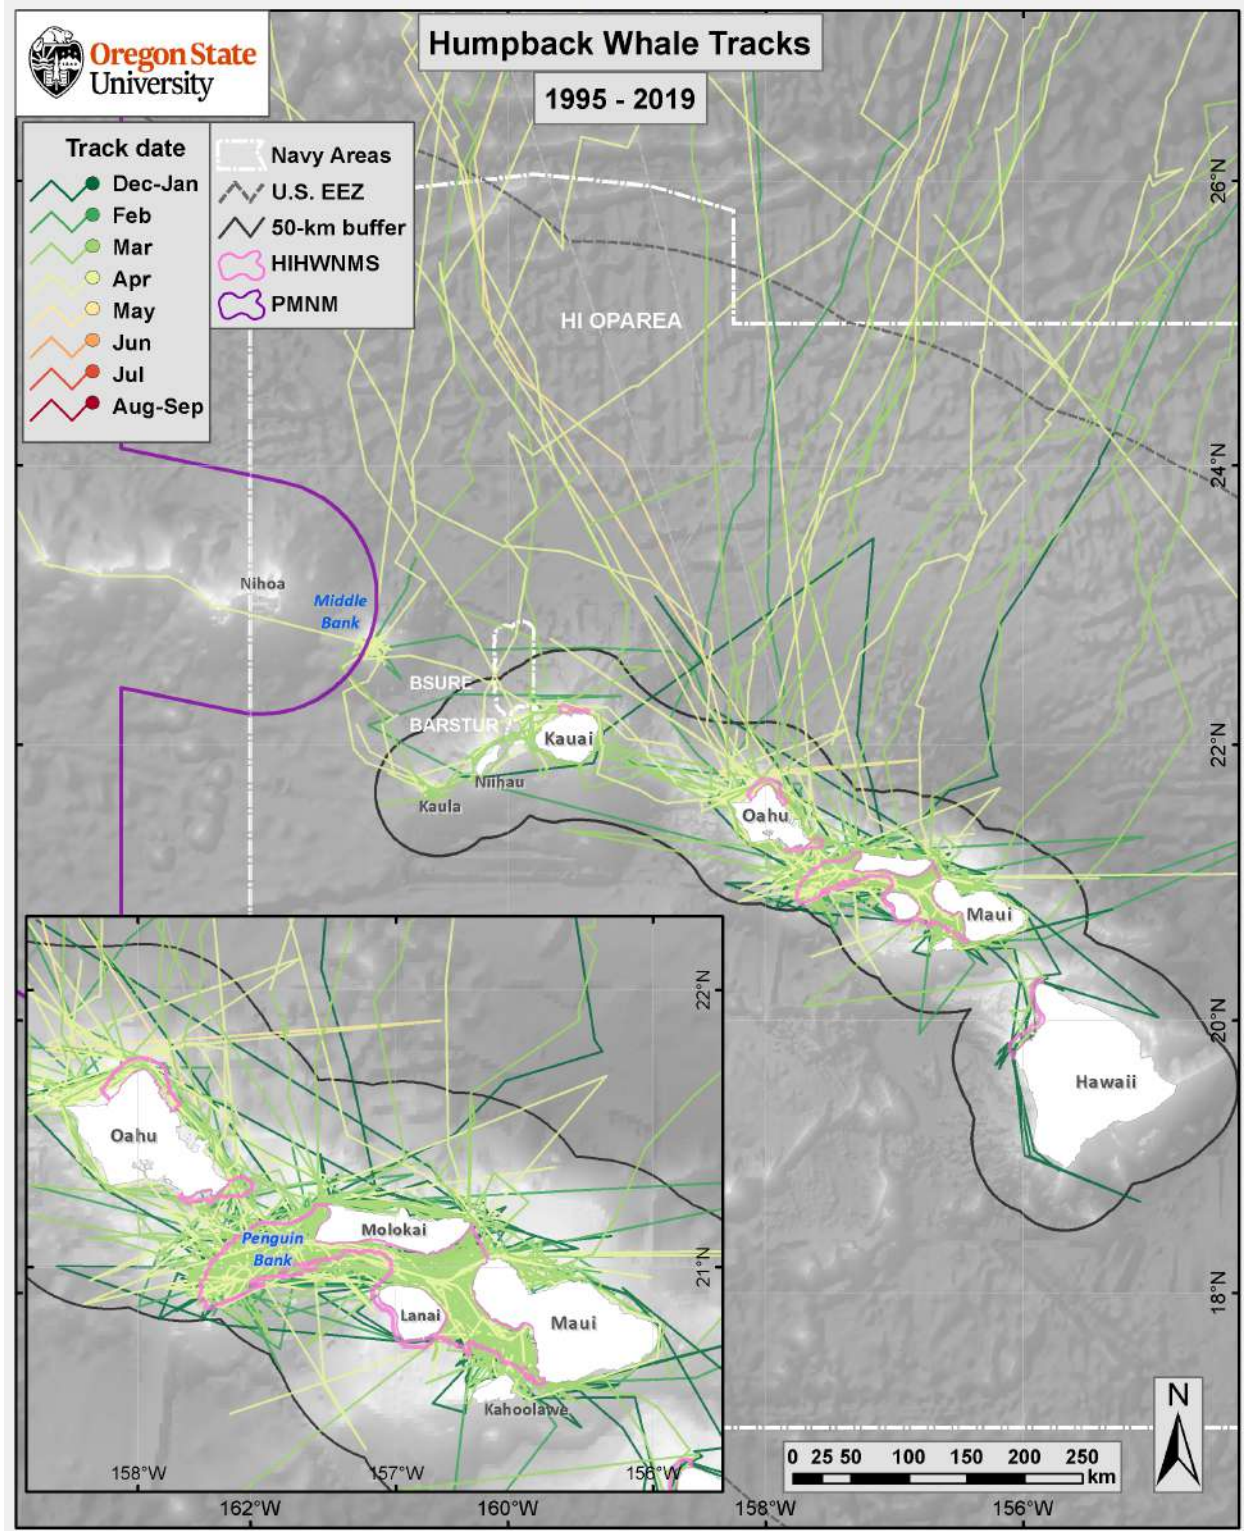 Oregon State
University
Humpback Whale Tracks
1995 - 2019
Track date
Dec-Jan
Feb
Mar
Apr
May
Jun
Jul
Aug-Sep
Navy Areas
U.S. EEZ
50-km buffer
HIHWNMS
PMNM
26°N
HI OPAREA
24°N
Nihoa
Middle
Bank
BSURE
BARSTUR
Kauai
22°N
Niihau
Kaula
Oahu
Maui
20°N
Hawaii
18°N
22°N
Oahu
Molokai
Penguin
Bank
21°N
Lanai
Maui
Kahoolawe
158°W
157°W
156°W
N
0 25 50 100 150 200 250
km
162°W
160°W
158°W
156°W